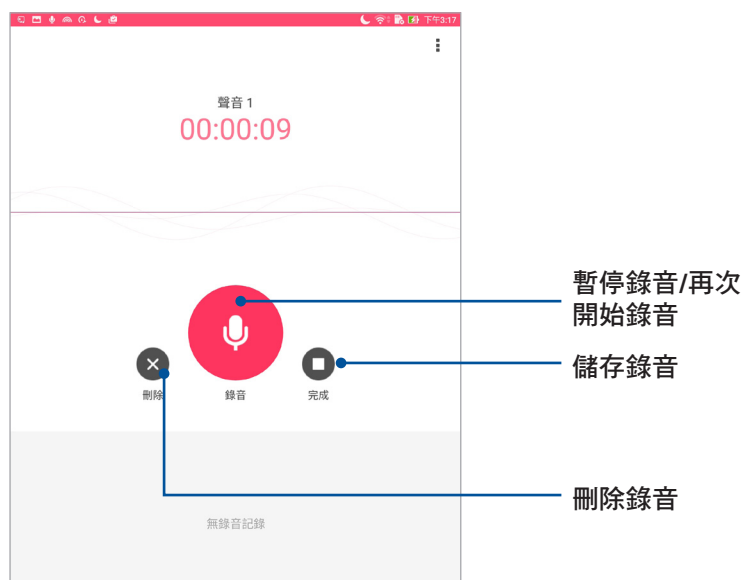 下午3:17
聲音 1
00:00:09
暫停錄音/再次
開始錄音
儲存錄音
刪除
錄音
完成
刪除錄音
無錄音記錄